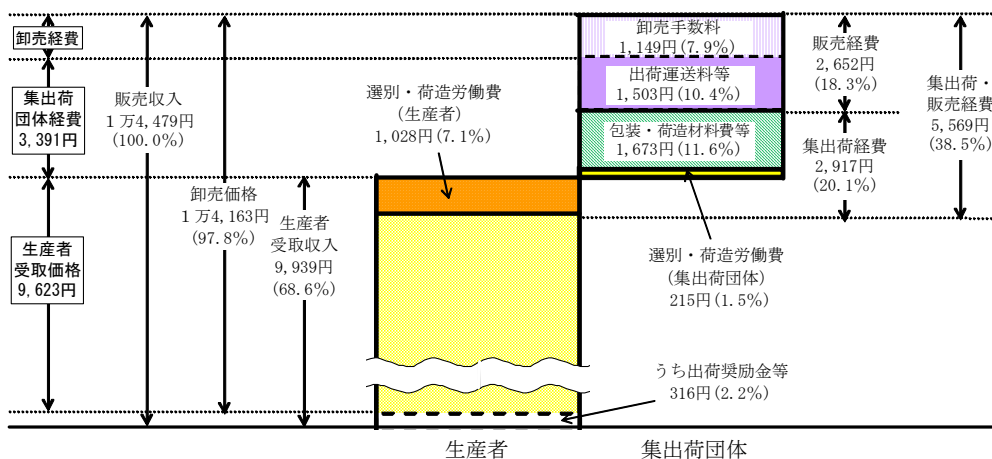 卸売経費
集出荷
団体経費
3,391円
生産者
受取価格
9,623円
販売収入
1万4,479円
(100.0%)
卸売価格
1万4,163円
(97.8%)
生産者
受取収入
9,939円
(68.6%)
選別・荷造労働費
(生産者)
1,028円(7.1%)
卸売手数料
1,149円(7.9%)
出荷運送料等
1,503円(10.4%)
包装・荷造材料費等
1,673円(11.6%)
選別・荷造労働費
(集出荷団体)
215円(1.5%)
うち出荷奨励金等
316円(2.2%)
販売経費
2,652円
(18.3%)
集出荷経費
2,917円
(20.1%)
集出荷・
販売経費
5,569円
(38.5%)
生産者
集出荷団体